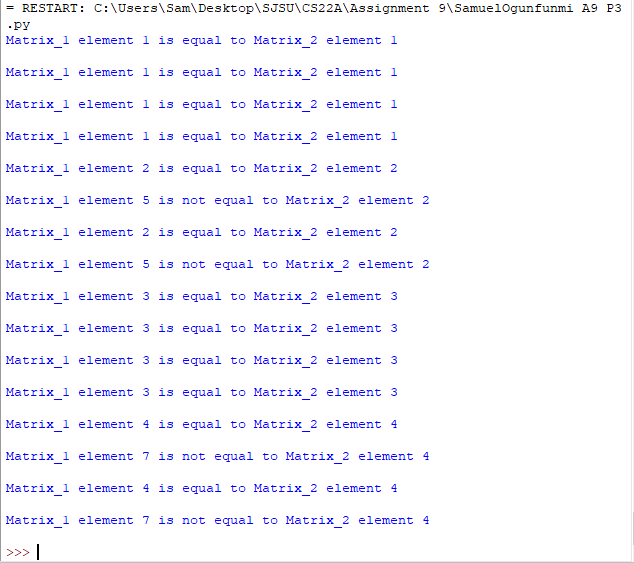 = RESTART: C:\Users\Sam\Desktop\SJSU\CS22A\Assignment 9\SamuelOgunfunmi A9 P3
.py
Matrix_1 element 1 is equal to Matrix_2 element 1
Matrix_1 element 1 is equal to Matrix_2 element 1
Matrix_1 element 1 is equal to Matrix_2 element 1
Matrix_1 element 1 is equal to Matrix_2 element 1
Matrix_1 element 2 is equal to Matrix_2 element 2
Matrix_1 element 5 is not equal to Matrix_2 element 2
Matrix_1 element 2 is equal to Matrix_2 element 2
Matrix_1 element 5 is not equal to Matrix_2 element 2
Matrix_1 element 3 is equal to Matrix_2 element 3
Matrix_1 element 3 is equal to Matrix_2 element 3
Matrix_1 element 3 is equal to Matrix_2 element 3
Matrix_1 element 3 is equal to Matrix_2 element 3
Matrix_1 element 4 is equal to Matrix_2 element 4
Matrix_1 element 7 is not equal to Matrix_2 element 4
Matrix_1 element 4 is equal to Matrix_2 element 4
Matrix_1 element 7 is not equal to Matrix_2 element 4
>>>